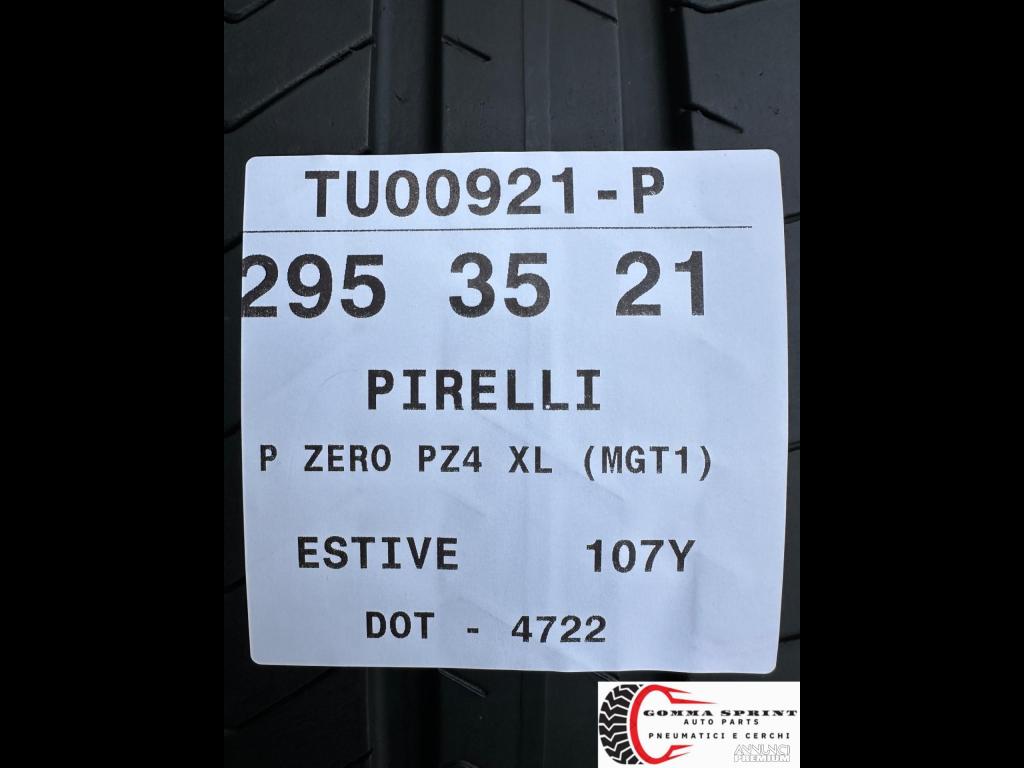 TU00921-P
295 35 21
PIRELLI
P ZERO PZ4 XL (MGT1)
ESTIVE 107Y
DOT - 4722
GOMMA SPRINT
AUTO PARTS
PNEUMATICI E CERCHI
ANNUNCI
PREMIUM